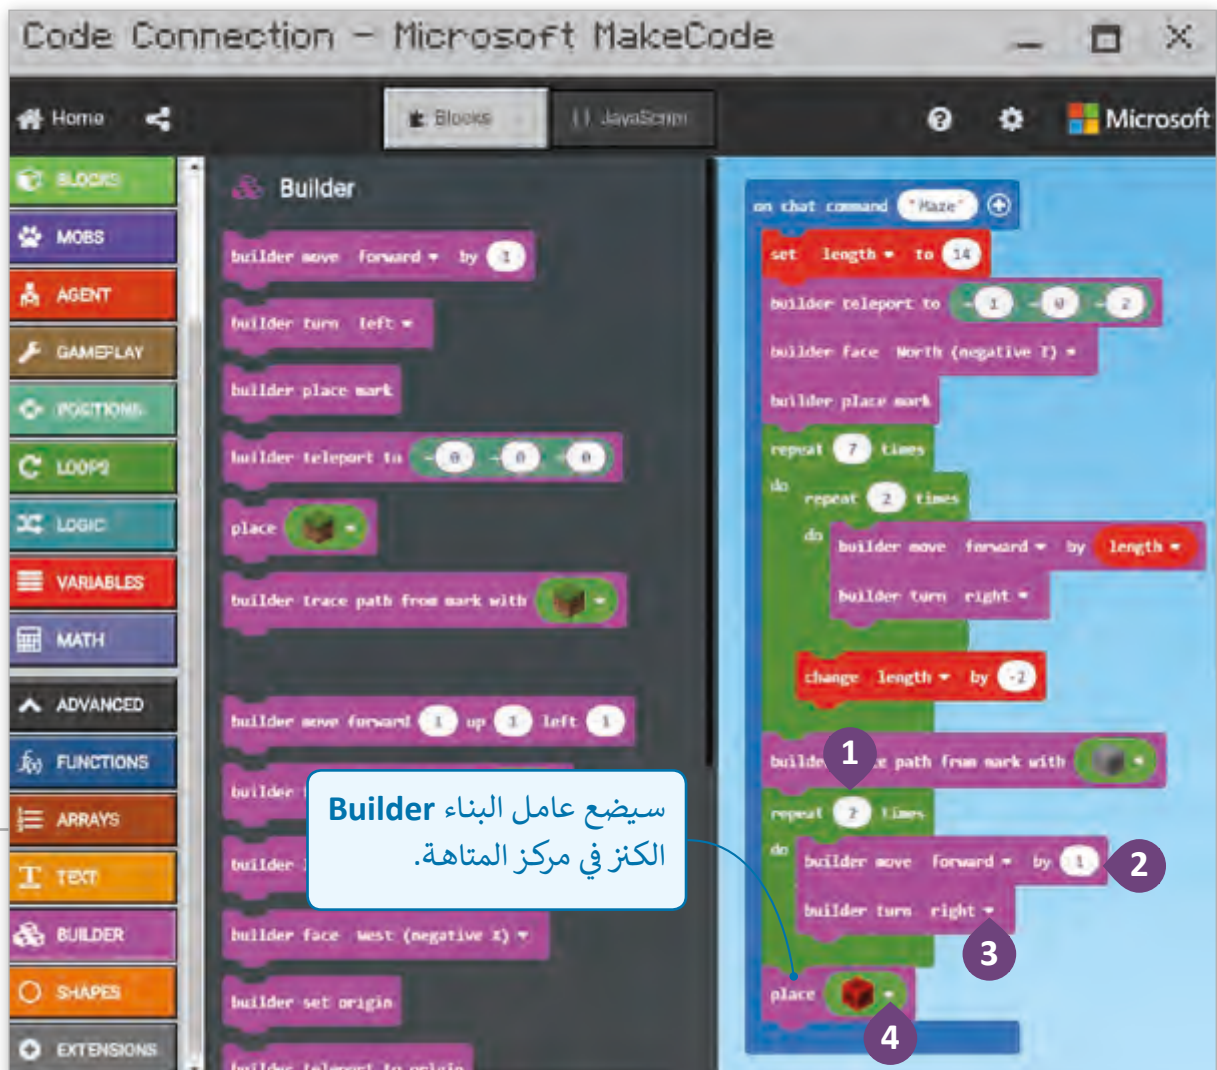 Code Connection - Microsoft MakeCode
Home
Blocks
{} JavaScript
Microsoft
BLOCKS
MOBS
AGENT
GAMEPLAY
POSITIONS
LOOPS
LOGIC
VARIABLES
MATH
ADVANCED
f(x) FUNCTIONS
ARRAYS
T TEXT
BUILDER
SHAPES
EXTENSIONS
Builder
builder move forward by 1
builder turn left
builder place mark
builder teleport to ~0 ~0 ~0
place
builder trace path from mark with
builder move forward 1 up 1 left 1
builder
builder
builder face West (negative X)
builder set origin
builder teleport to origin
سيضع عامل البناء Builder
الكنز في مركز المتاهة.
on chat command "Maze"
set length to 14
builder teleport to ~1 ~0 ~2
builder face North (negative Z)
builder place mark
repeat 7 times
do
repeat 2 times
do
builder move forward by length
builder turn right
change length by -2
path from mark with
1
repeat 2 times
do
builder move forward by 1
2
builder turn right
3
place
4